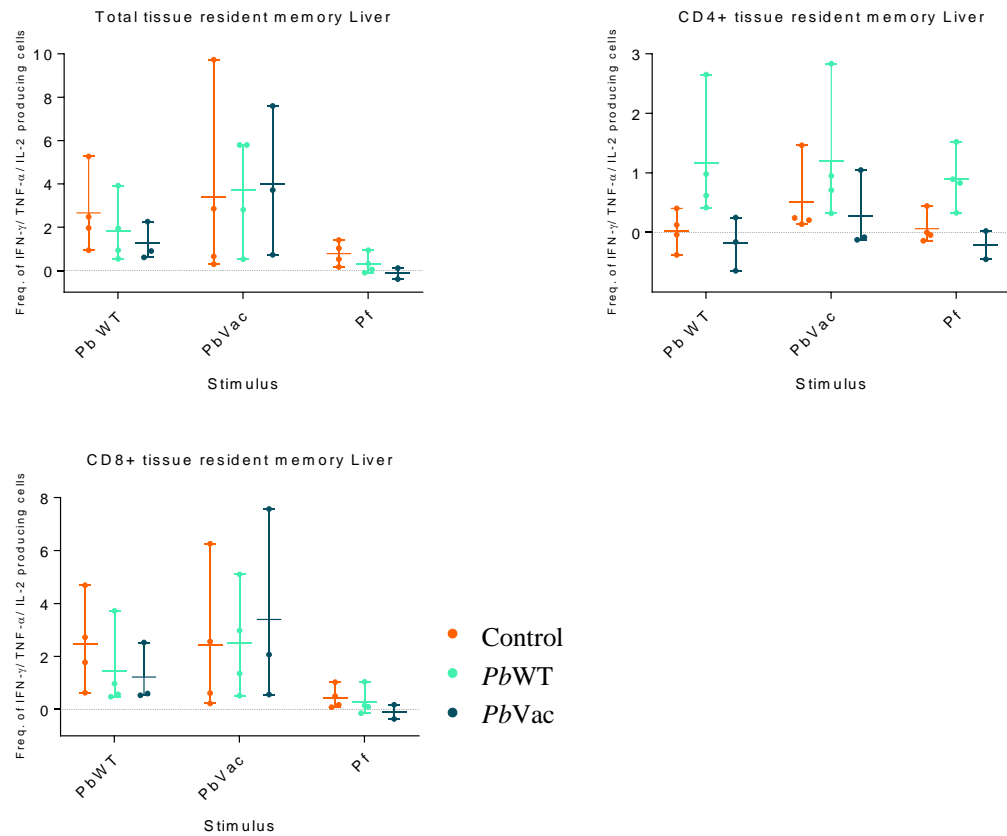 Total tissue resident memory Liver
Freq. of IFN-γ/ TNF-α/ IL-2 producing cells
10
8
6
4
2
0
Pb WT
PbVac
Pf
Stimulus
CD4+ tissue resident memory Liver
Freq. of IFN-γ/ TNF-α/ IL-2 producing cells
3
2
1
0
Pb WT
PbVac
Pf
Stimulus
CD8+ tissue resident memory Liver
Freq. of IFN-γ/ TNF-α/ IL-2 producing cells
8
6
4
2
0
PbWT
PbVac
Pf
Stimulus
Control
PbWT
PbVac